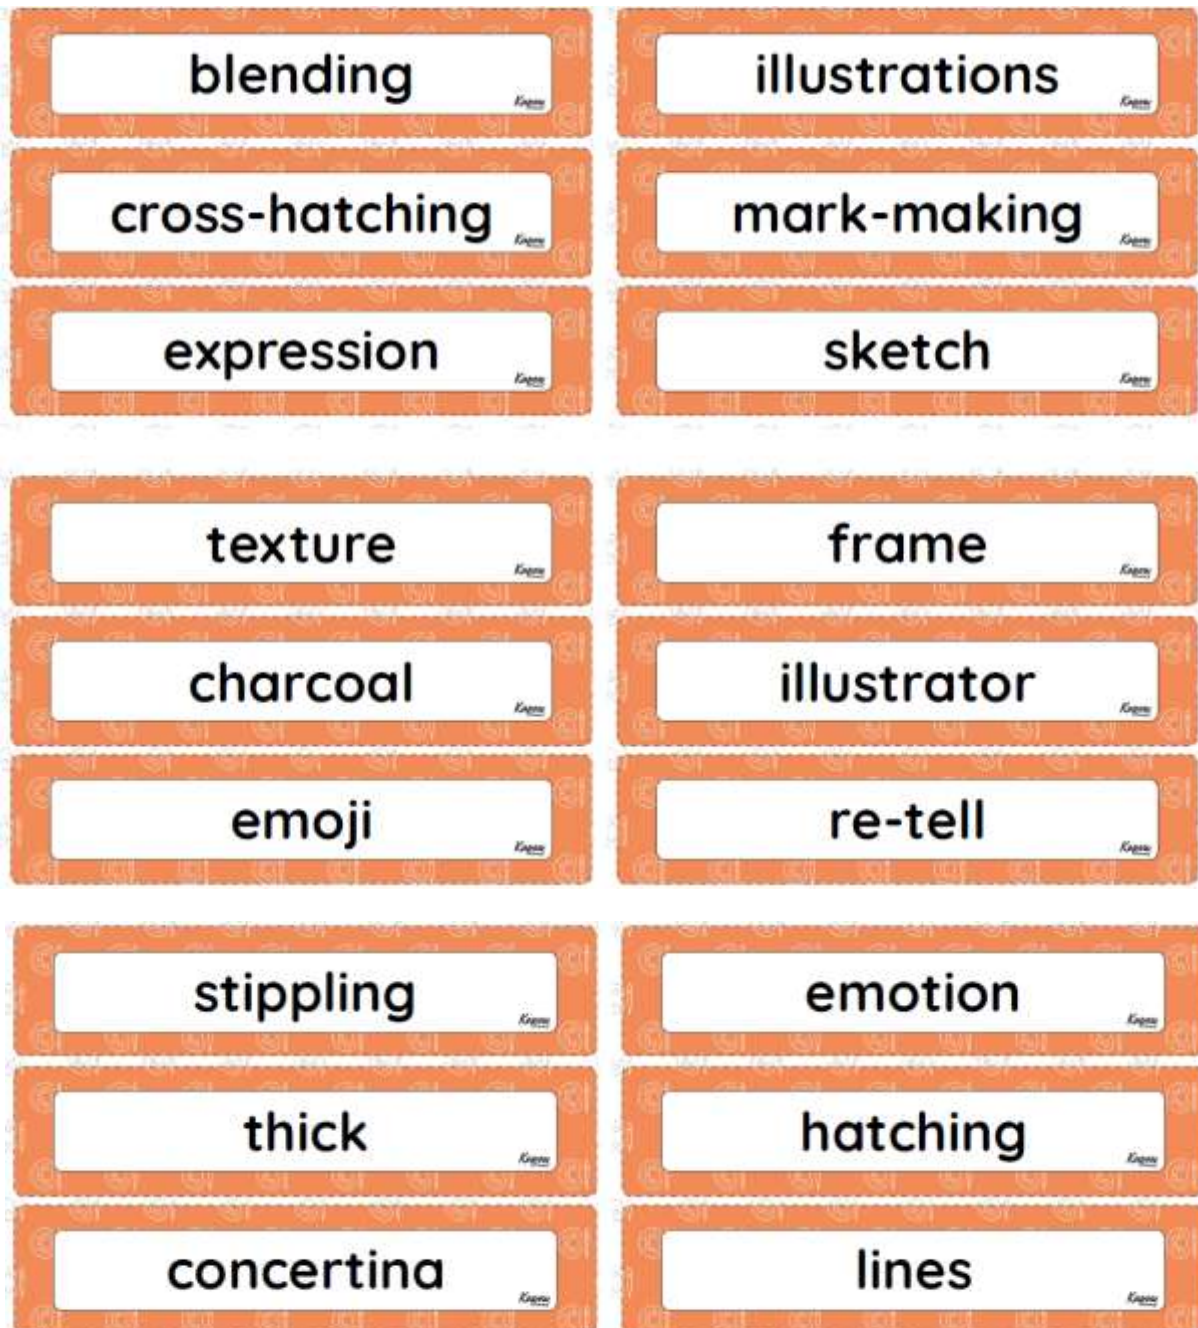 blending
illustrations
cross-hatching
mark-making
expression
sketch
texture
frame
charcoal
illustrator
emoji
re-tell
stippling
emotion
thick
hatching
concertina
lines